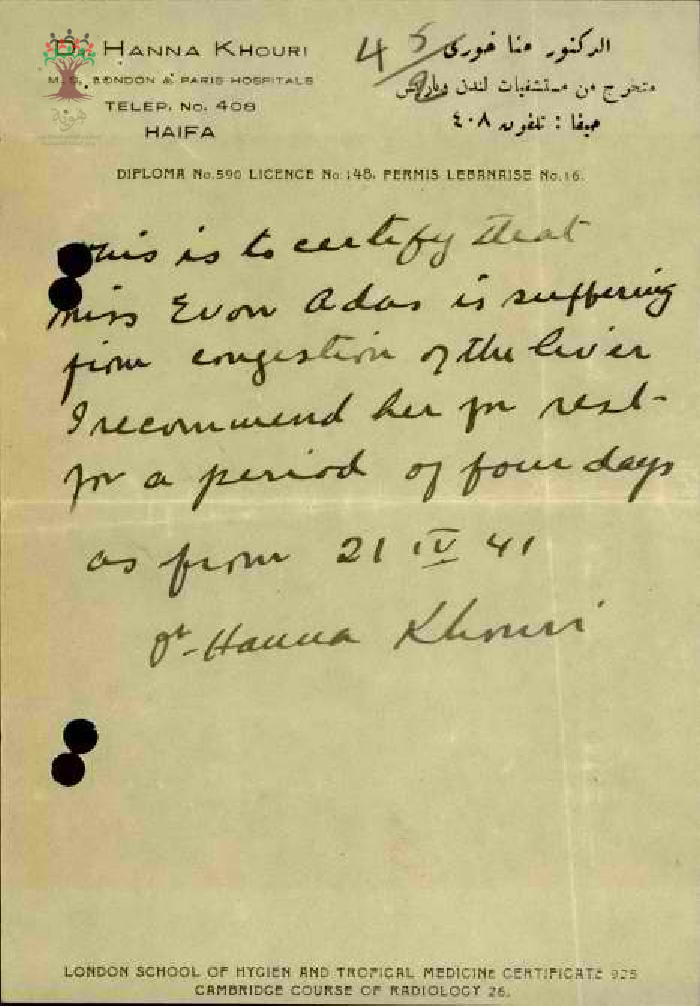 Dr. HANNA KHOURI
M.D. LONDON & PARIS HOSPITALS
TELEP. No. 408
HAIFA
الدكتور حنا خوري
متخرج من مستشفيات لندن وباريس
حيفا : تلفون ٤٠٨
45/2
هوية
DIPLOMA No.590 LICENCE No.148. PERMIS LEBANAISE No.16.
This is to certify that
Miss Evon Adas is suffering
from congestion of the liver
I recommend her for rest
for a period of four days
as from 21 IV 41
Dr. Hanna Khouri
LONDON SCHOOL OF HYGIEN AND TROPICAL MEDICINE CERTIFICATE 925
CAMBRIDGE COURSE OF RADIOLOGY 26.